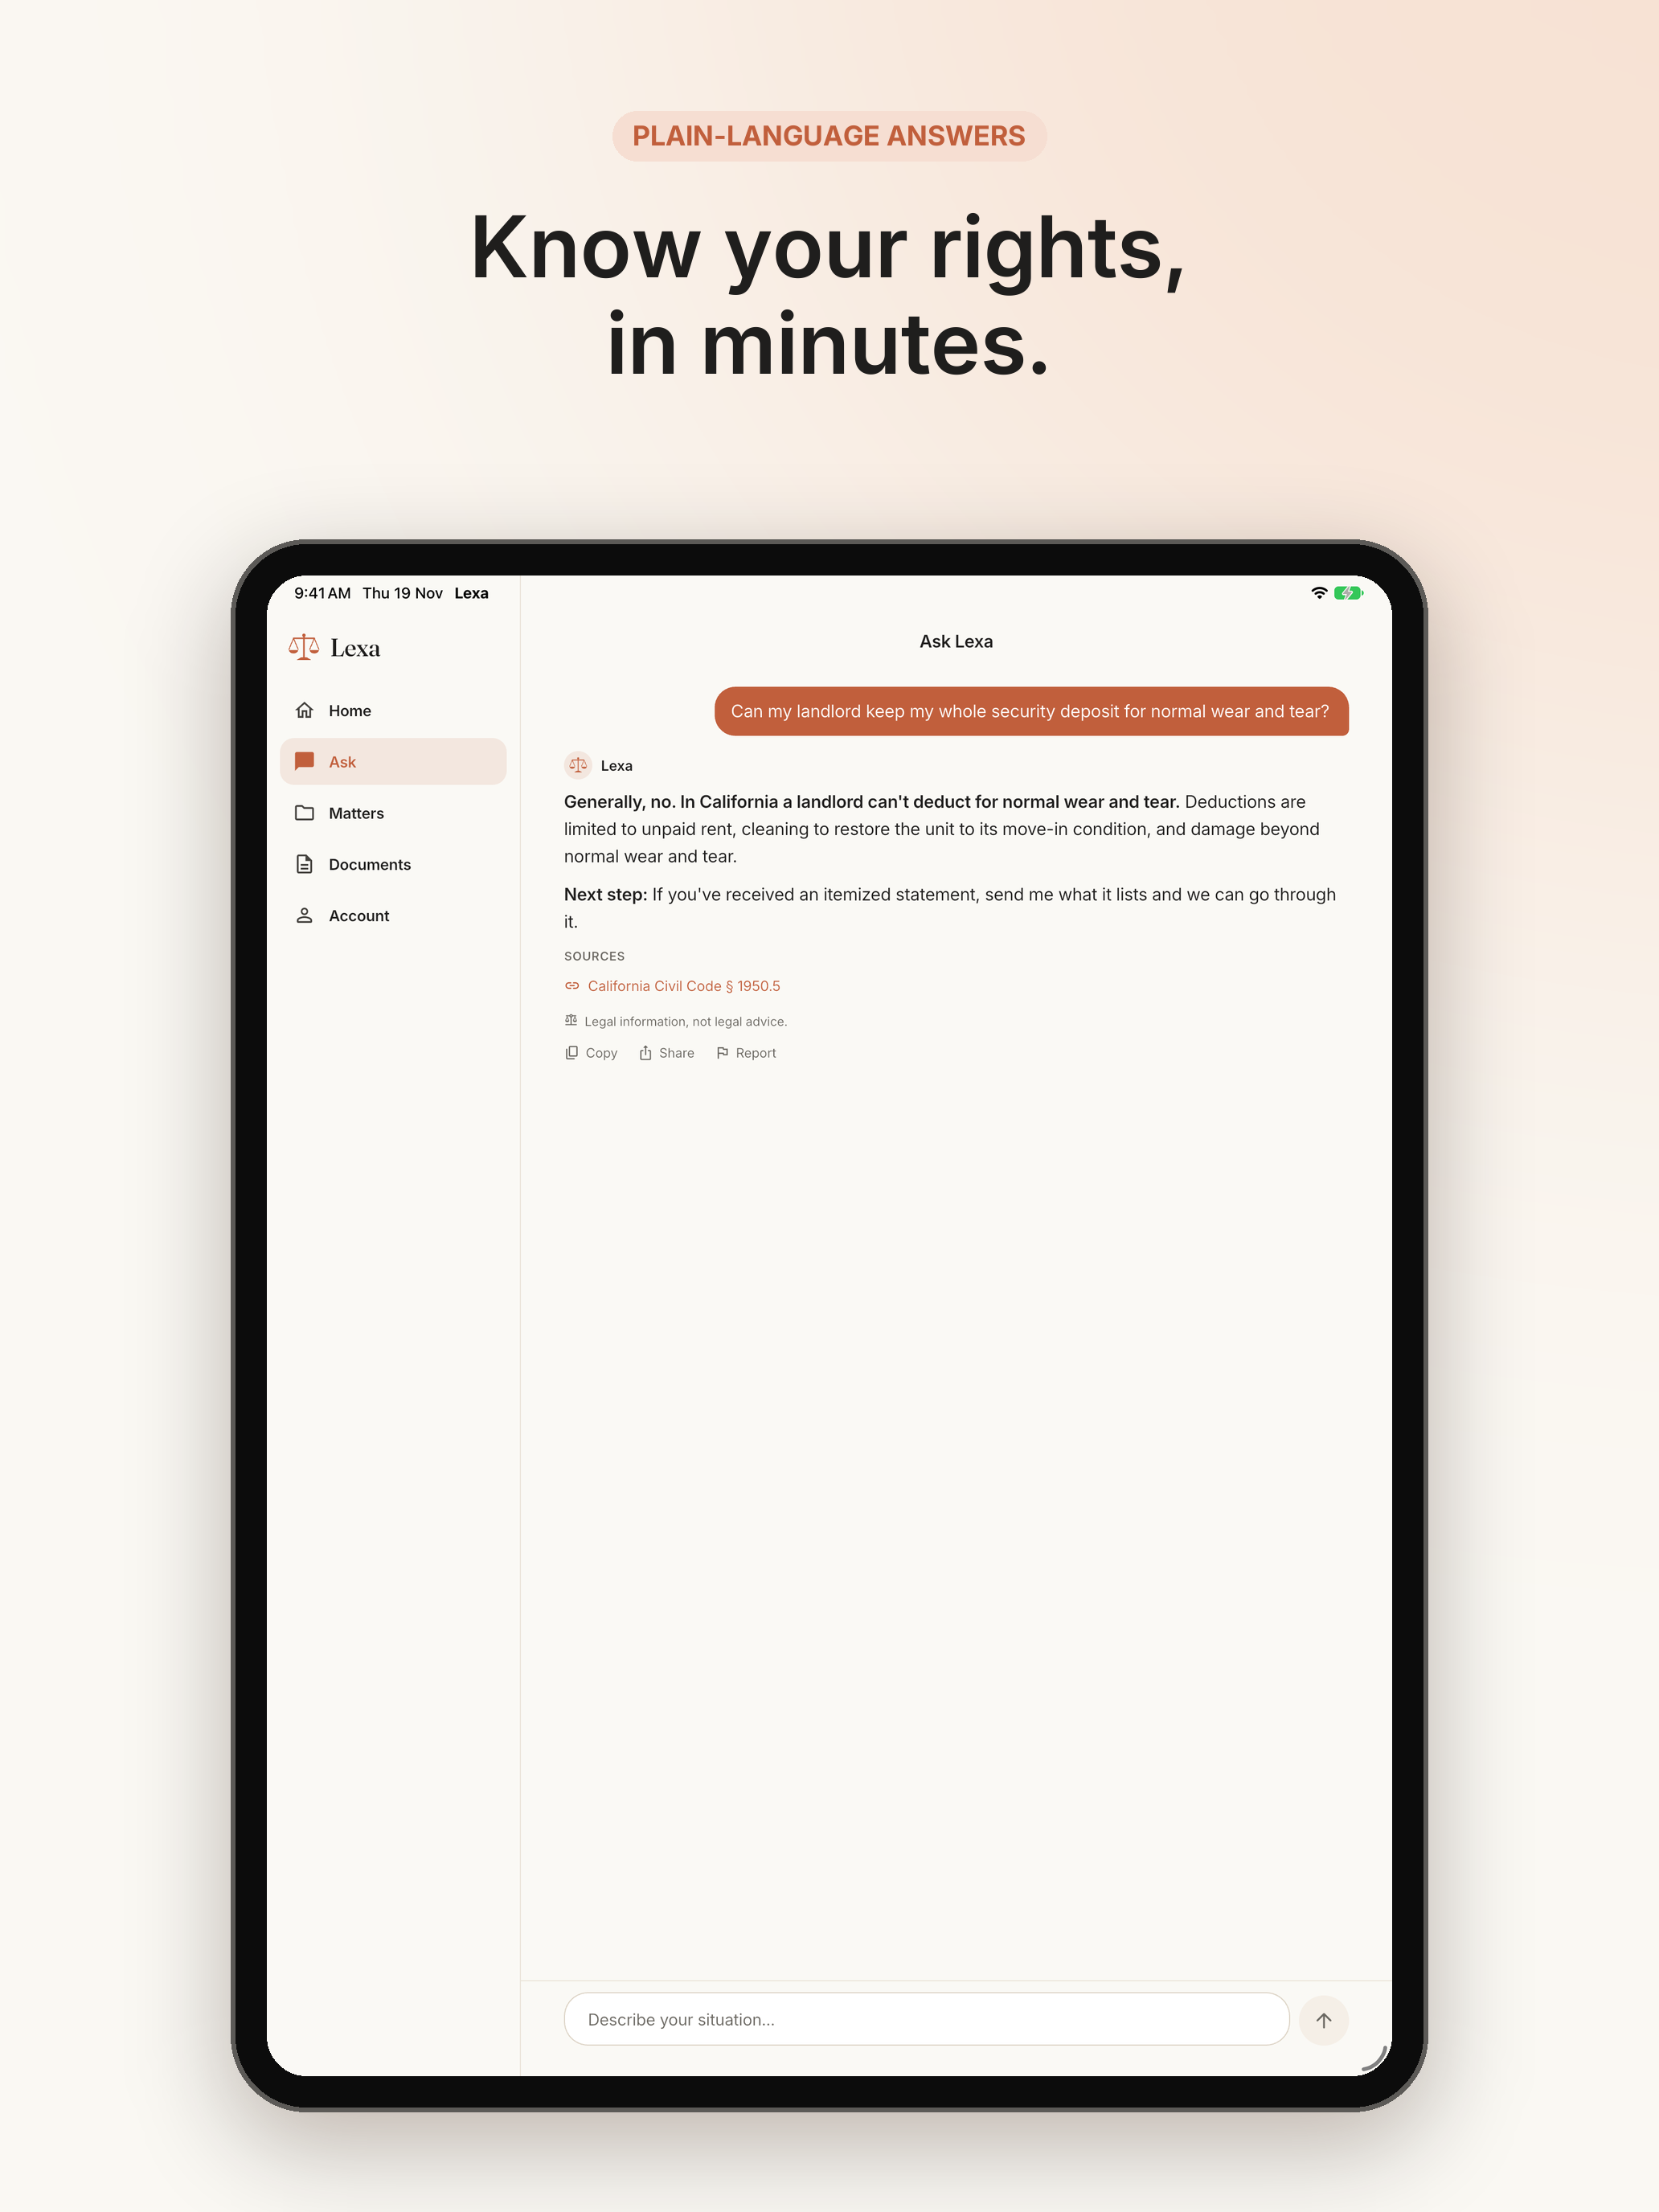 PLAIN-LANGUAGE ANSWERS
Know your rights,
in minutes.
9:41 AM Thu 19 Nov Lexa
Lexa
Home
Ask
Matters
Documents
Account
Ask Lexa
Can my landlord keep my whole security deposit for normal wear and tear?
Lexa
Generally, no. In California a landlord can't deduct for normal wear and tear. Deductions are
limited to unpaid rent, cleaning to restore the unit to its move-in condition, and damage beyond
normal wear and tear.
Next step: If you've received an itemized statement, send me what it lists and we can go through
it.
SOURCES
California Civil Code § 1950.5
Legal information, not legal advice.
Copy Share Report
Describe your situation...